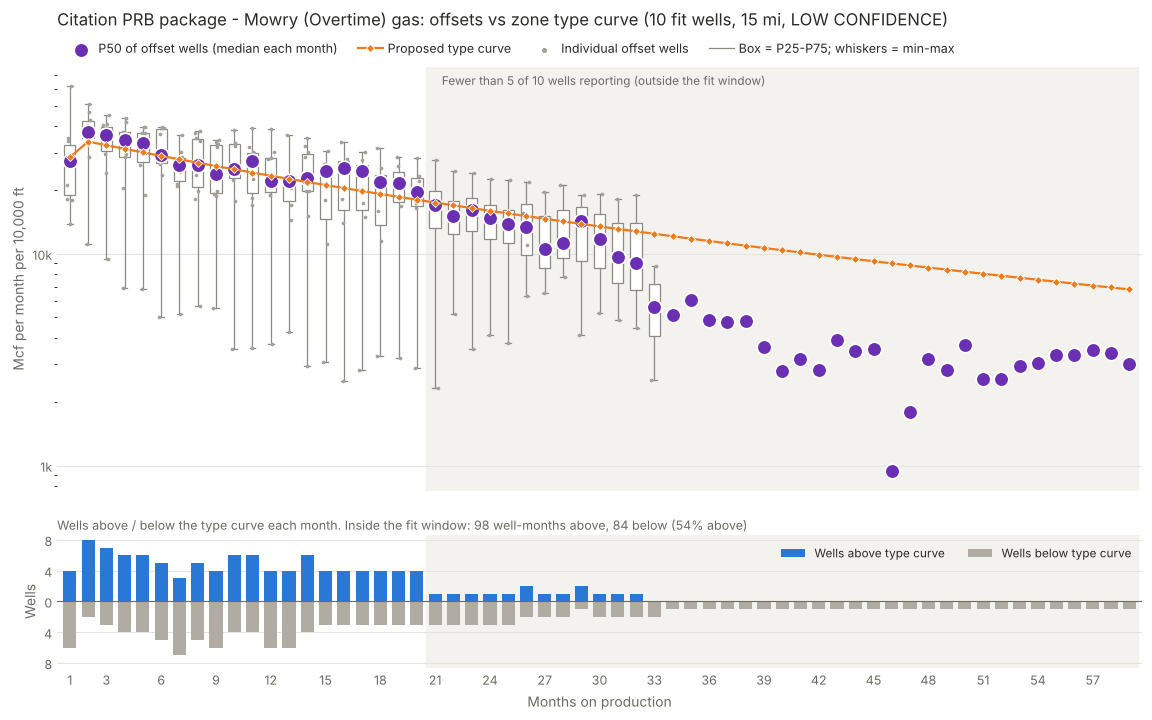 Citation PRB package - Mowry (Overtime) gas: offsets vs zone type curve (10 fit wells, 15 mi, LOW CONFIDENCE)
P50 of offset wells (median each month) Proposed type curve Individual offset wells Box = P25-P75; whiskers = min-max
Fewer than 5 of 10 wells reporting (outside the fit window)
Mcf per month per 10,000 ft
10k
1k
Wells above / below the type curve each month. Inside the fit window: 98 well-months above, 84 below (54% above)
Wells above type curve Wells below type curve
Wells
8
4
0
4
8
1 3 6 9 12 15 18 21 24 27 30 33 36 39 42 45 48 51 54 57
Months on production